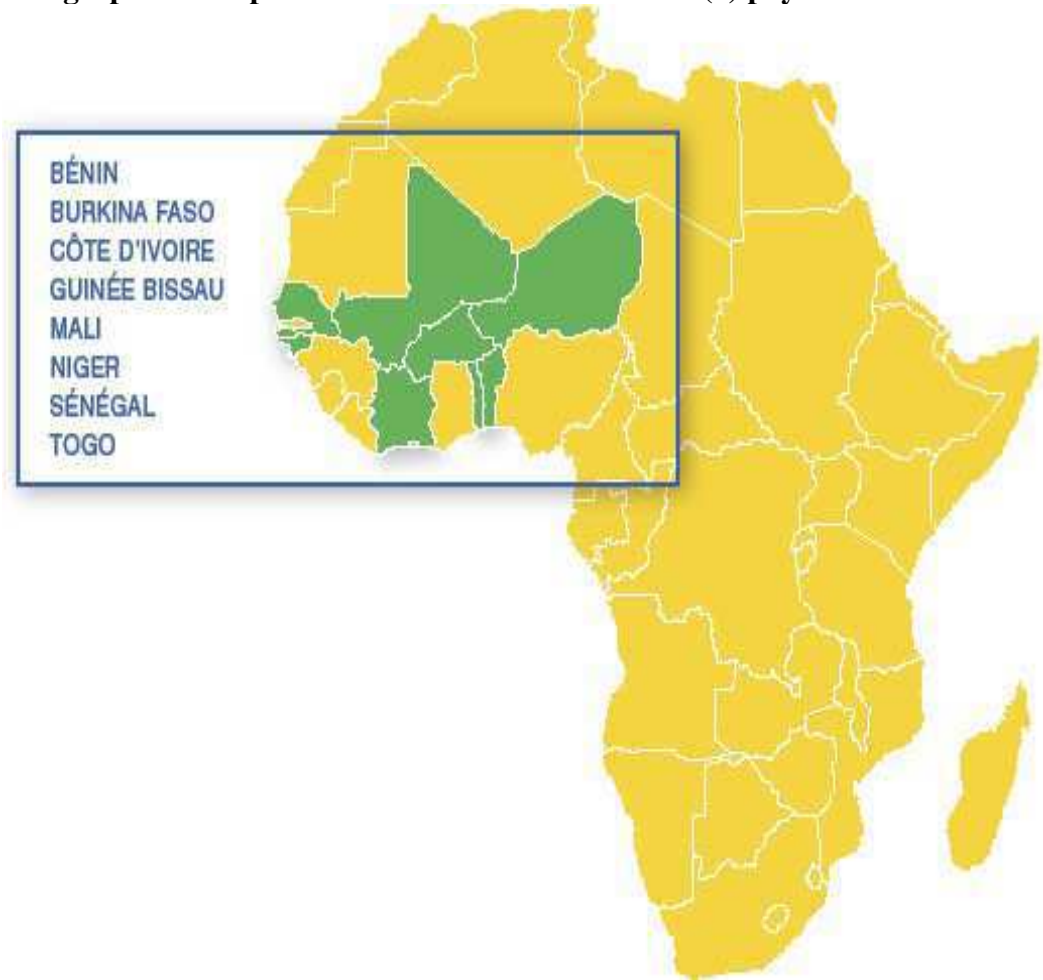 BÉNIN
BURKINA FASO
CÔTE D'IVOIRE
GUINÉE BISSAU
MALI
NIGER
SÉNÉGAL
TOGO